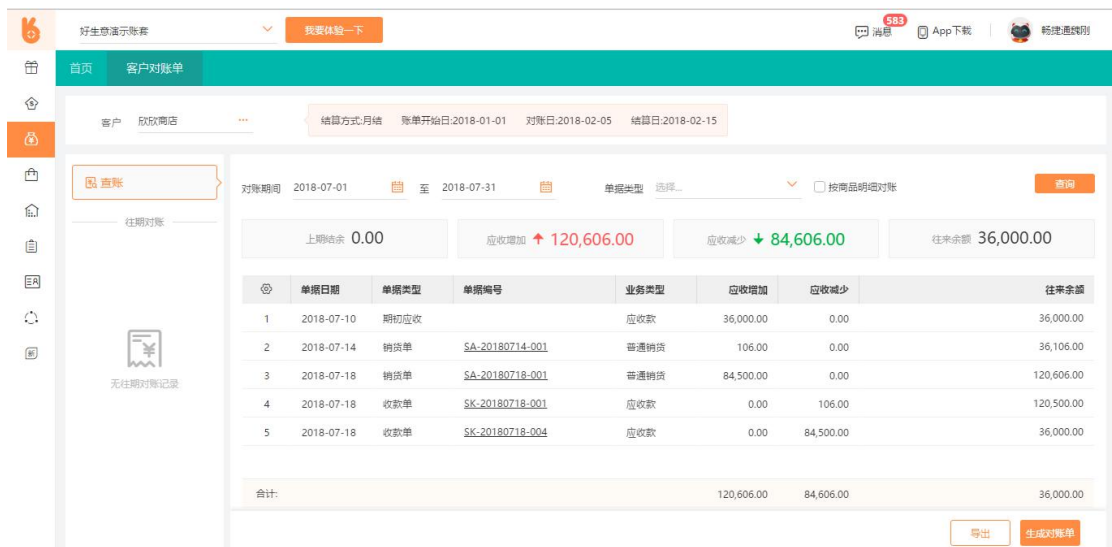 好生意演示账套 我要体验一下 消息 583 App下载 畅捷通魏刚
首页 客户对账单
客户 欣欣商店 ... 结算方式:月结 账单开始日:2018-01-01 对账日:2018-02-05 结算日:2018-02-15
查账
往期对账
无往期对账记录
对账期间 2018-07-01 至 2018-07-31 单据类型 选择... 按商品明细对账 查询
上期结余 0.00 应收增加 120,606.00 应收减少 84,606.00 往来余额 36,000.00
单据日期 单据类型 单据编号 业务类型 应收增加 应收减少 往来余额
1 2018-07-10 期初应收 应收款 36,000.00 0.00 36,000.00
2 2018-07-14 销货单 SA-20180714-001 普通销货 106.00 0.00 36,106.00
3 2018-07-18 销货单 SA-20180718-001 普通销货 84,500.00 0.00 120,606.00
4 2018-07-18 收款单 SK-20180718-001 应收款 0.00 106.00 120,500.00
5 2018-07-18 收款单 SK-20180718-004 应收款 0.00 84,500.00 36,000.00
合计: 120,606.00 84,606.00 36,000.00
导出 生成对账单